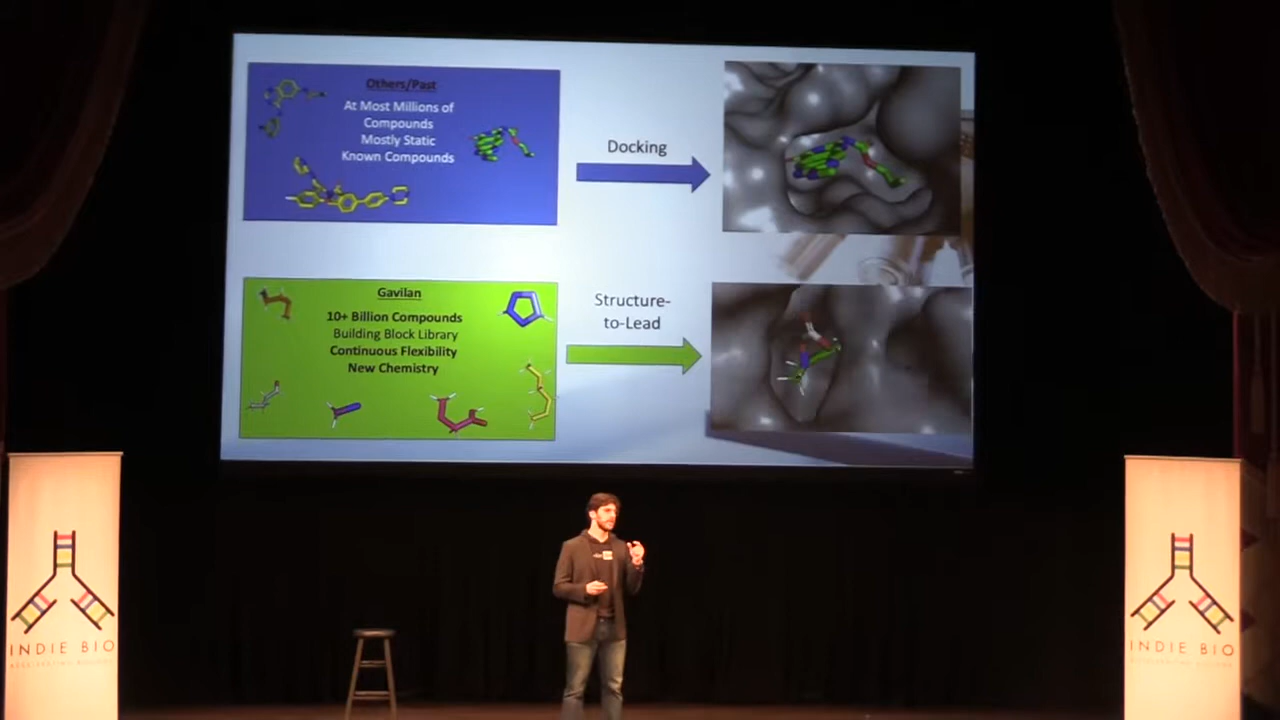 Others/Past
At Most Millions of
Compounds
Mostly Static
Known Compounds
Docking
Gavilan
10+ Billion Compounds
Building Block Library
Continuous Flexibility
New Chemistry
Structure-
to-Lead
INDIE BIO
INDIE BIO